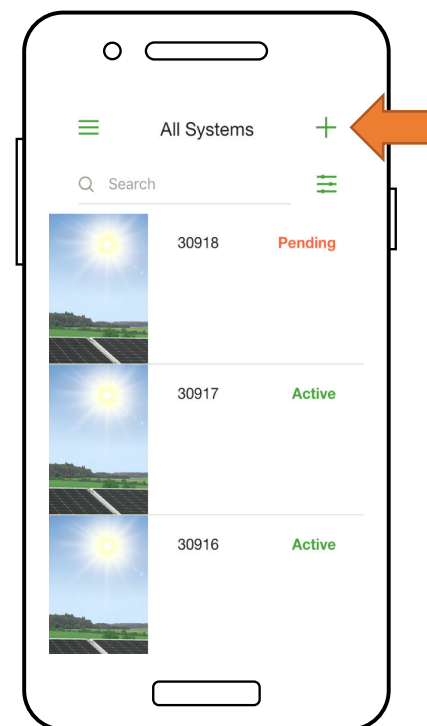 All Systems
Search
30918 Pending
30917 Active
30916 Active